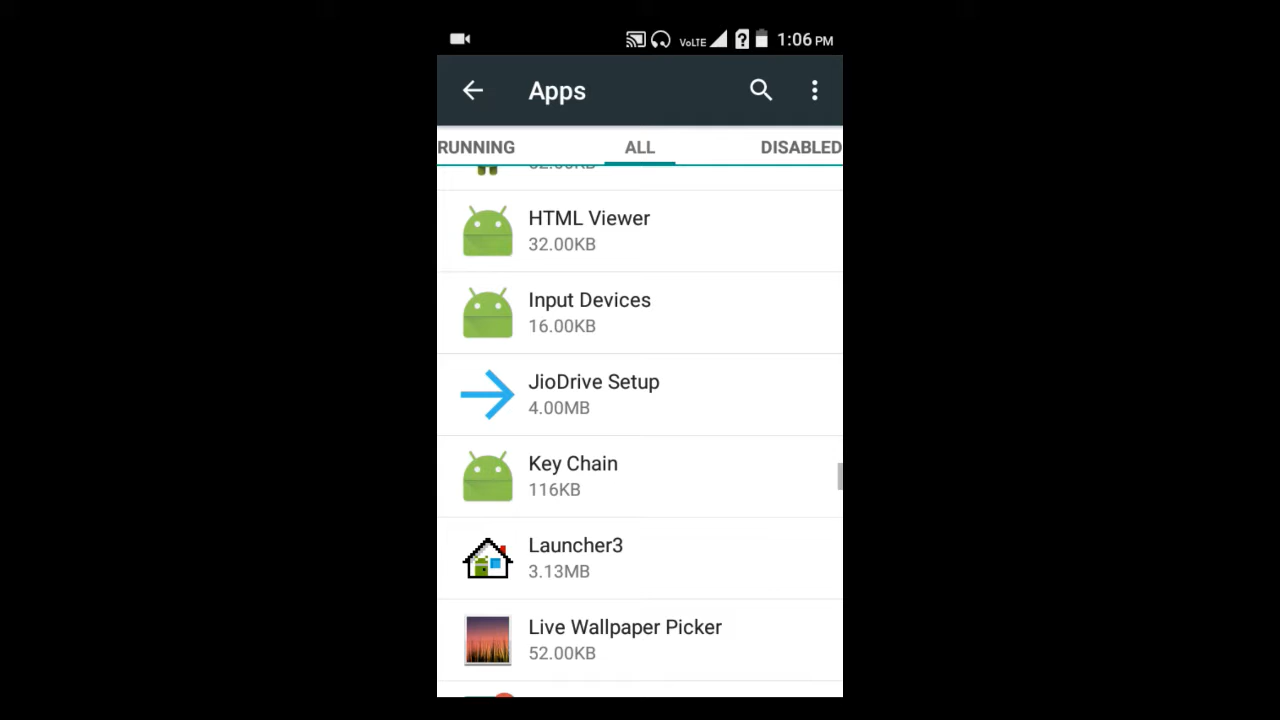 VoLTE 1:06 PM
Apps
RUNNING ALL DISABLED
HTML Viewer
32.00KB
Input Devices
16.00KB
JioDrive Setup
4.00MB
Key Chain
116KB
Launcher3
3.13MB
Live Wallpaper Picker
52.00KB